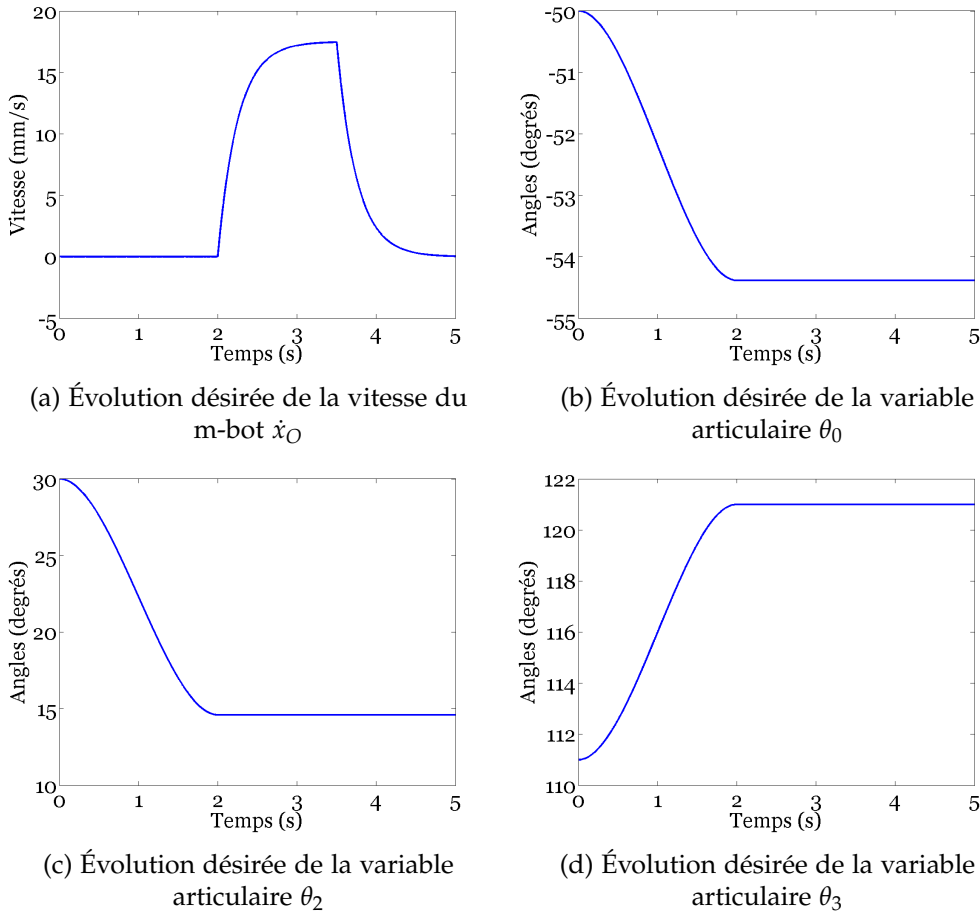 20
15
10
5
0
-5
Vitesse (mm/s)
0 1 2 3 4 5
Temps (s)
(a) Évolution désirée de la vitesse du
m-bot ẋ_O
-50
-51
-52
-53
-54
-55
Angles (degrés)
0 1 2 3 4 5
Temps (s)
(b) Évolution désirée de la variable
articulaire θ_0
30
25
20
15
10
Angles (degrés)
0 1 2 3 4 5
Temps (s)
(c) Évolution désirée de la variable
articulaire θ_2
122
120
118
116
114
112
110
Angles (degrés)
0 1 2 3 4 5
Temps (s)
(d) Évolution désirée de la variable
articulaire θ_3